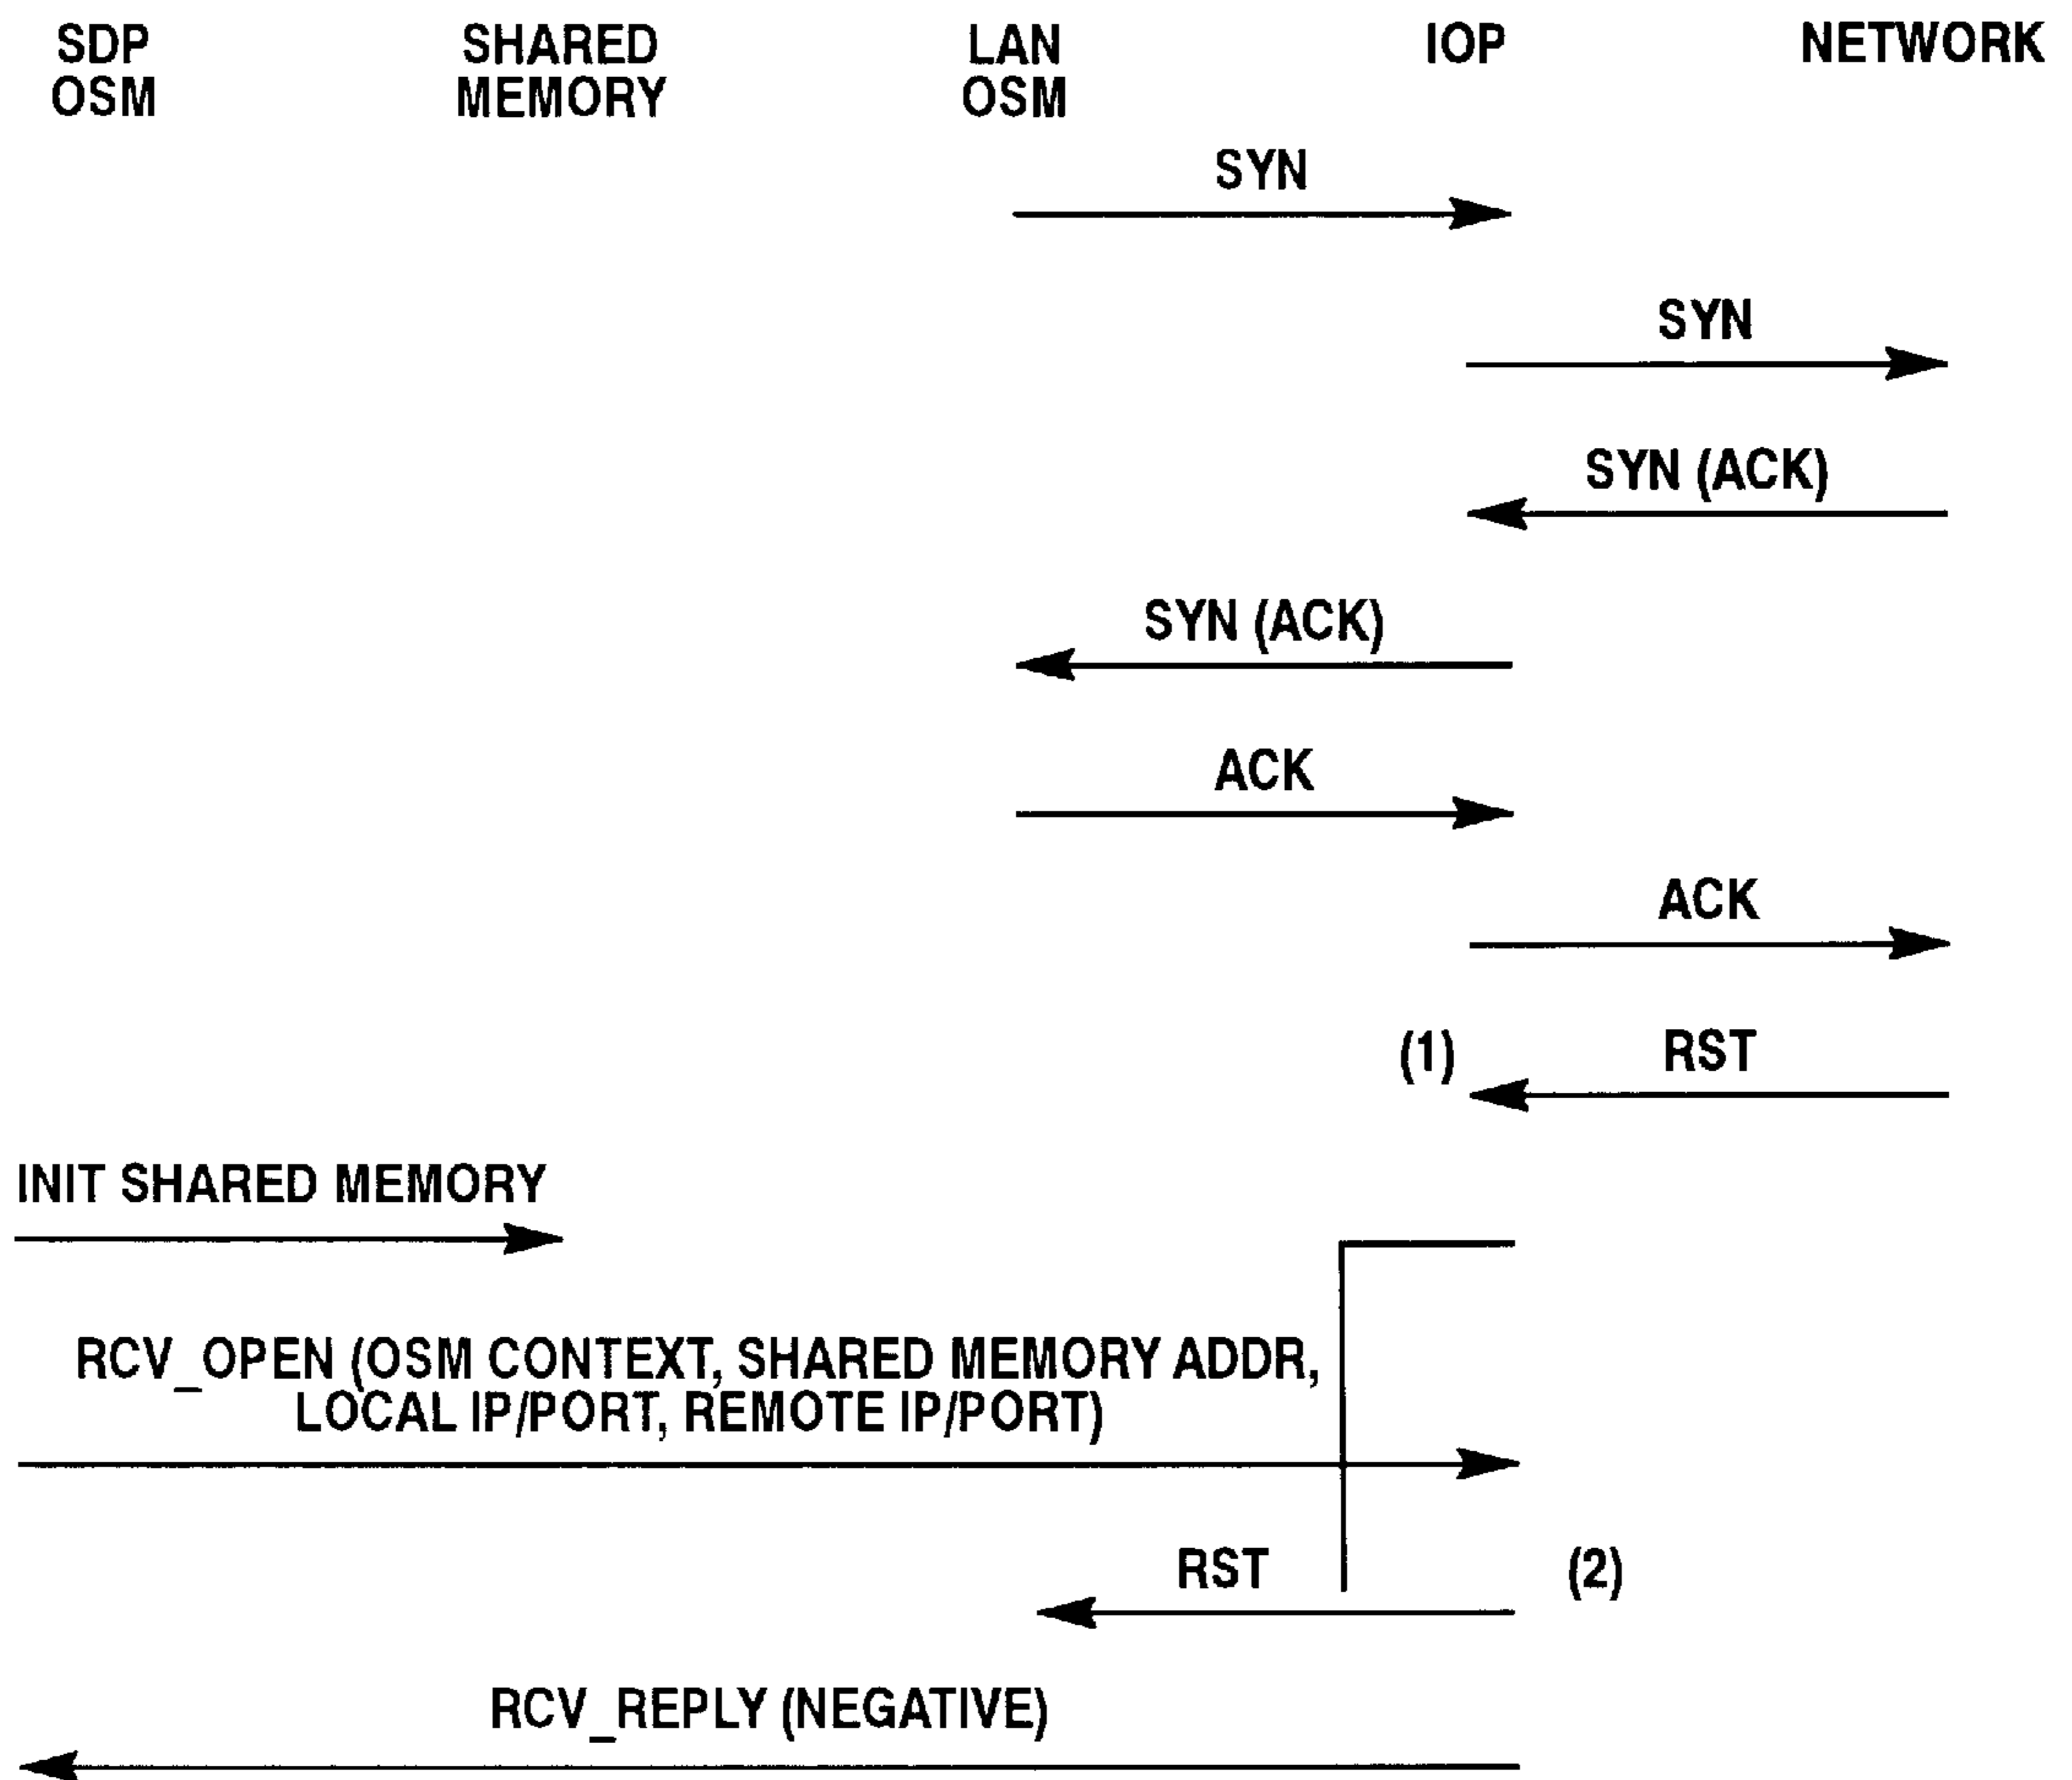 SDP
OSM
SHARED
MEMORY
LAN
OSM
IOP
NETWORK
SYN
SYN
SYN (ACK)
SYN (ACK)
ACK
ACK
(1)
RST
INIT SHARED MEMORY
RCV_OPEN (OSM CONTEXT, SHARED MEMORY ADDR,
LOCAL IP/PORT, REMOTE IP/PORT)
RST
(2)
RCV_REPLY (NEGATIVE)